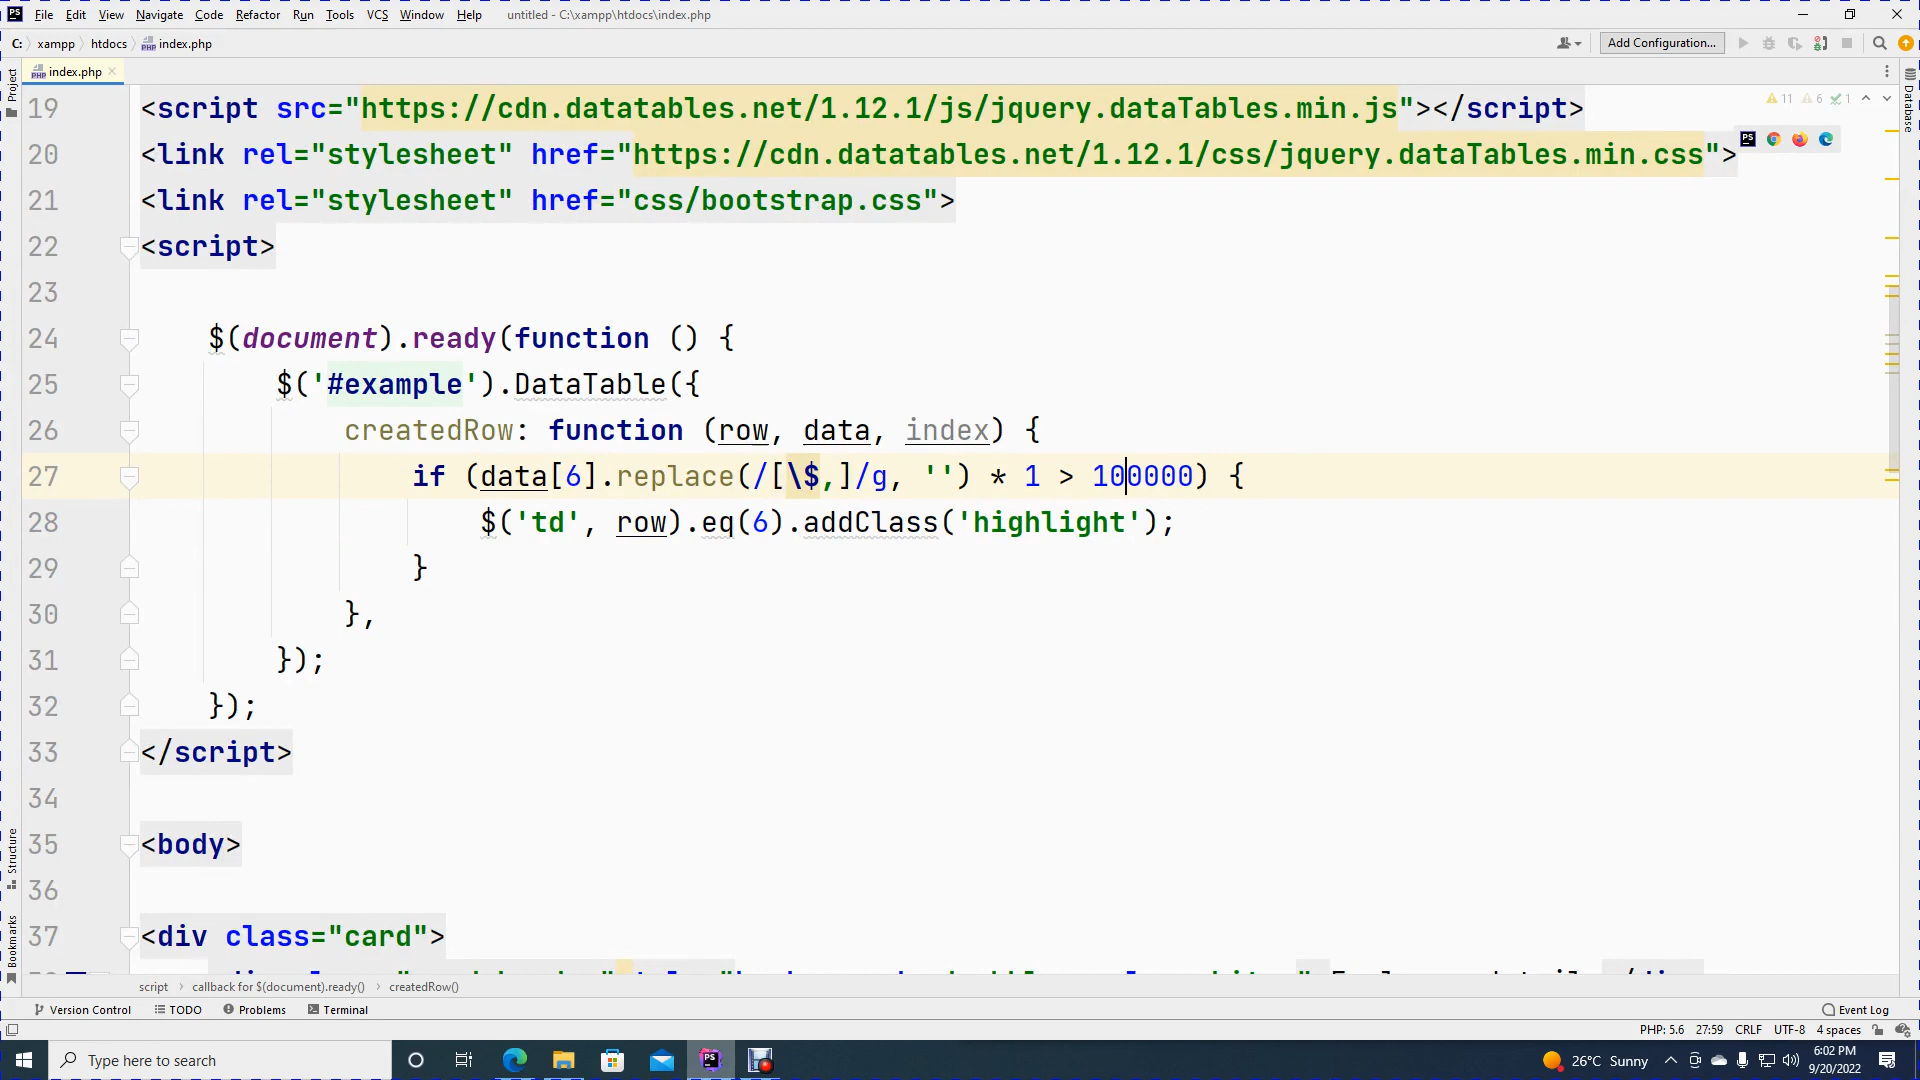 File Edit View Navigate Code Refactor Run Tools VCS Window Help untitled - C:\xampp\htdocs\index.php
C: xampp htdocs index.php Add Configuration...
index.php
Project
Database
11 6 1
19 <script src="https://cdn.datatables.net/1.12.1/js/jquery.dataTables.min.js"></script>
20 <link rel="stylesheet" href="https://cdn.datatables.net/1.12.1/css/jquery.dataTables.min.css">
21 <link rel="stylesheet" href="css/bootstrap.css">
22 <script>
23
24 $(document).ready(function () {
25 $('#example').DataTable({
26 createdRow: function (row, data, index) {
27 if (data[6].replace(/[\$,]/g, '') * 1 > 100000) {
28 $('td', row).eq(6).addClass('highlight');
29 }
30 },
31 });
32 });
33 </script>
34
35 <body>
36
37 <div class="card">
Structure
Bookmarks
script callback for $(document).ready() createdRow()
Version Control TODO Problems Terminal Event Log
PHP: 5.6 27:59 CRLF UTF-8 4 spaces
Type here to search
26°C Sunny
6:02 PM
9/20/2022